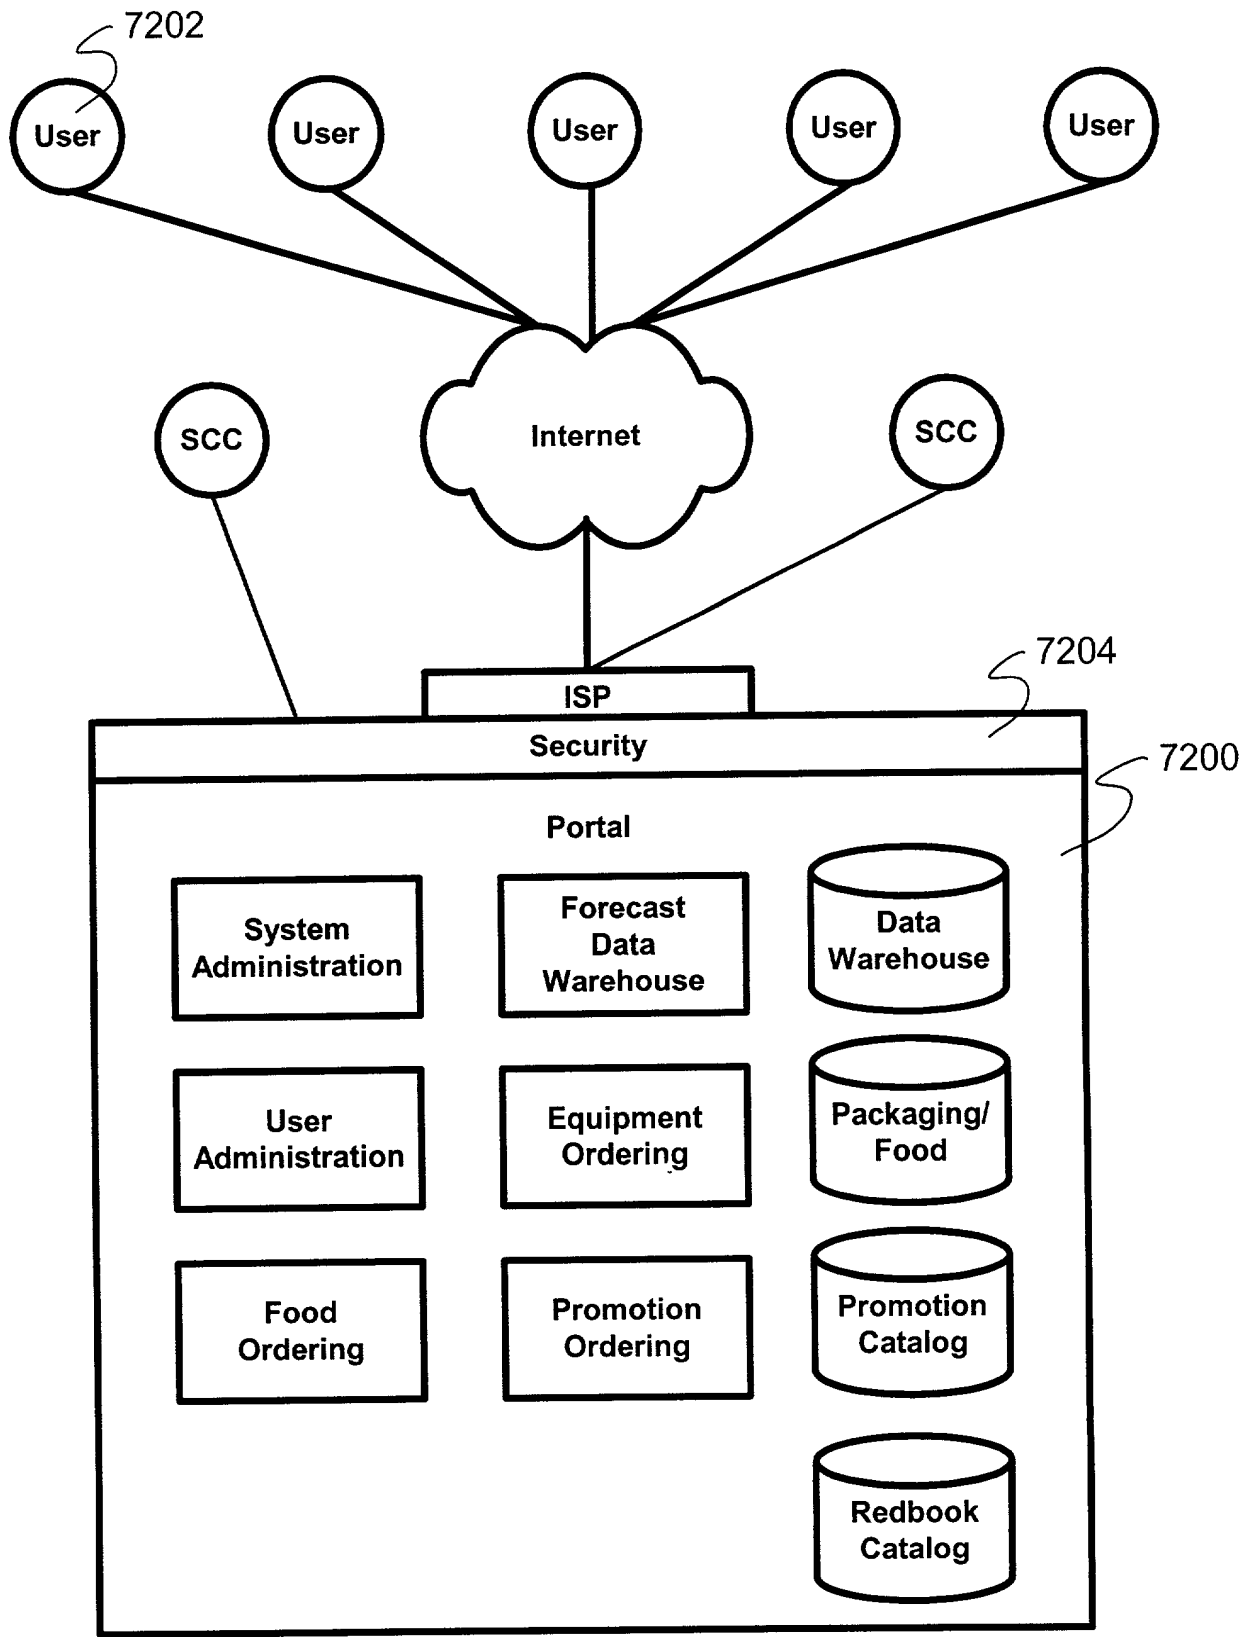 7202
User
User
User
User
User
SCC
Internet
SCC
7204
ISP
Security
7200
Portal
System
Administration
Forecast
Data
Warehouse
Data
Warehouse
User
Administration
Equipment
Ordering
Packaging/
Food
Food
Ordering
Promotion
Ordering
Promotion
Catalog
Redbook
Catalog